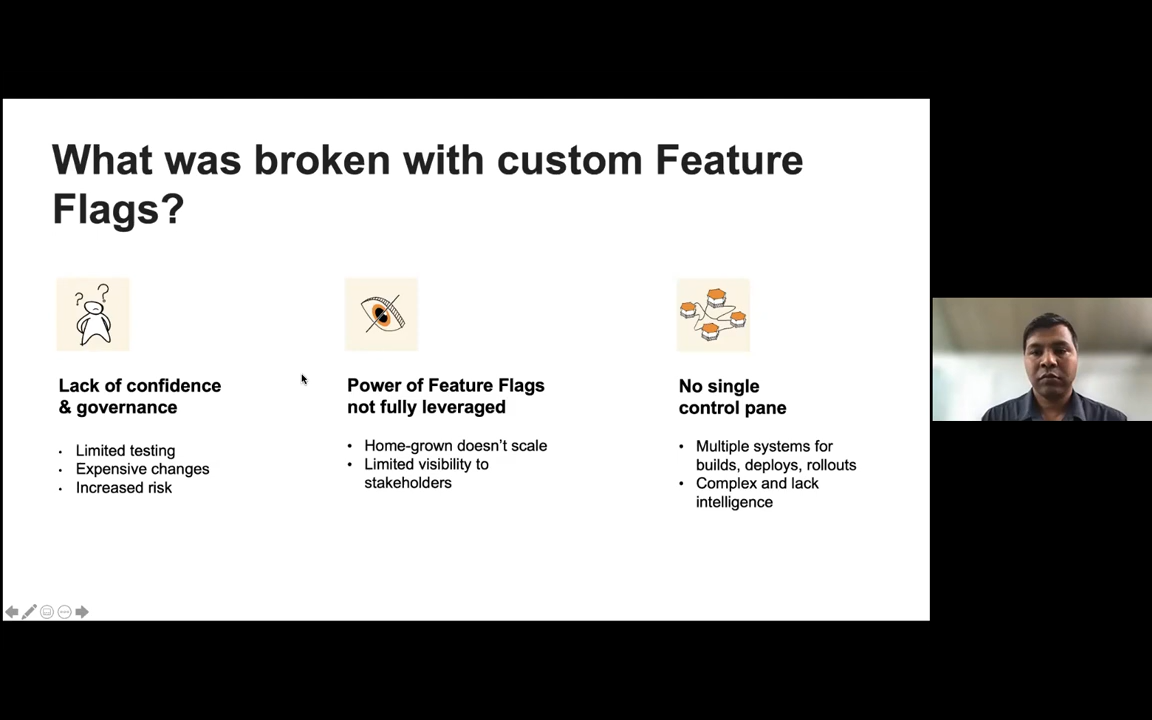 What was broken with custom Feature
Flags?
? ?
Lack of confidence
& governance
• Limited testing
• Expensive changes
• Increased risk
Power of Feature Flags
not fully leveraged
• Home-grown doesn’t scale
• Limited visibility to
stakeholders
No single
control pane
• Multiple systems for
builds, deploys, rollouts
• Complex and lack
intelligence